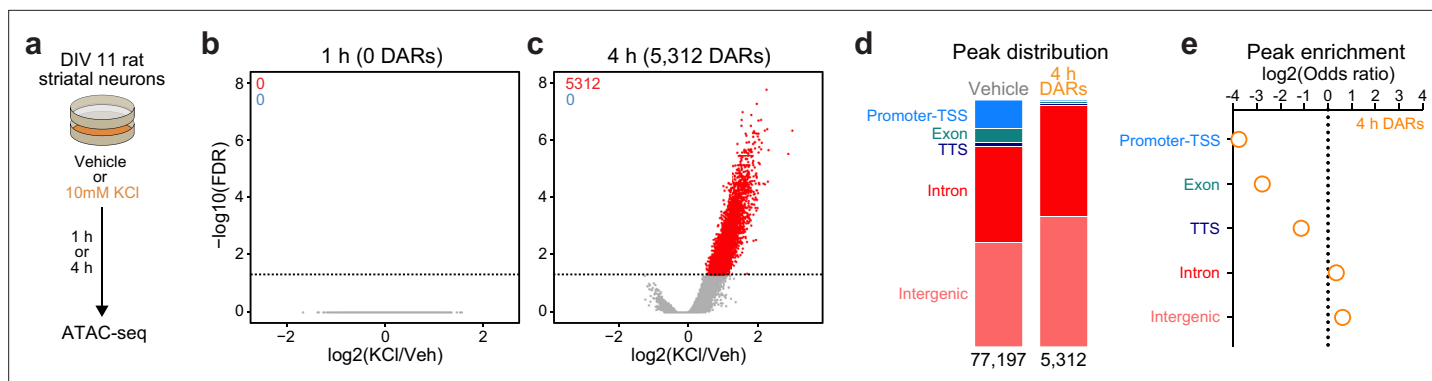 a
DIV 11 rat
striatal neurons
Vehicle
or
10mM KCl
1 h
or
4 h
ATAC-seq
b
1 h (0 DARs)
0
0
8
6
4
2
0
−log10(FDR)
−2
0
2
log2(KCl/Veh)
c
4 h (5,312 DARs)
5312
0
8
6
4
2
0
−2
0
2
log2(KCl/Veh)
d
Peak distribution
Vehicle
4 h
DARs
Promoter-TSS
Exon
TTS
Intron
Intergenic
77,197
5,312
e
Peak enrichment
log2(Odds ratio)
-4 -3 -2 -1 0 1 2 3 4
4 h DARs
Promoter-TSS
Exon
TTS
Intron
Intergenic